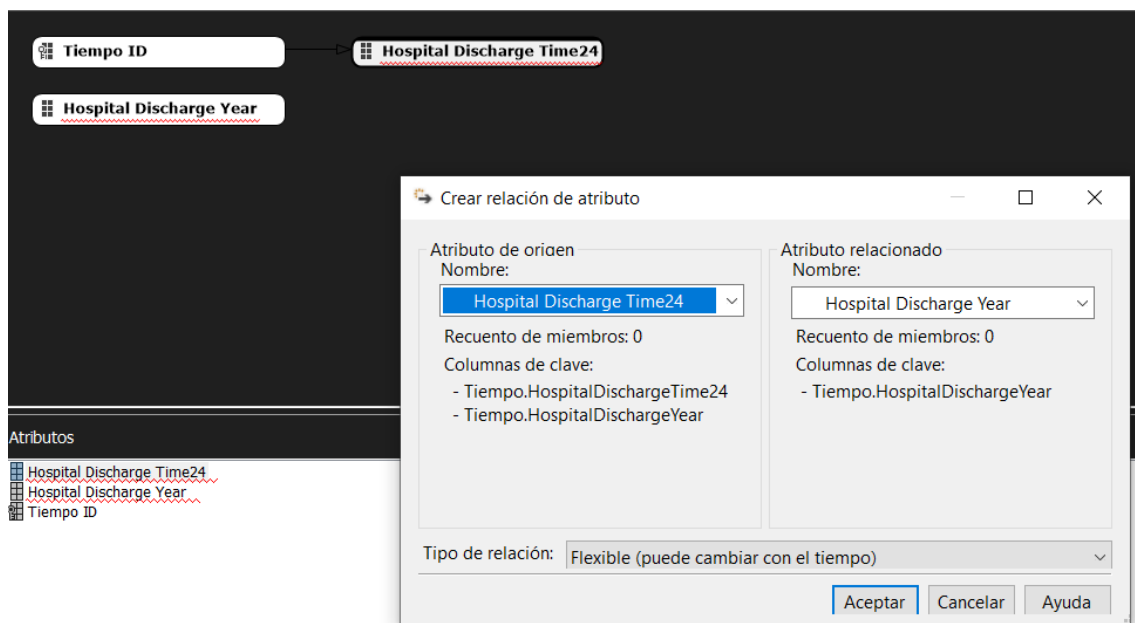 Tiempo ID
Hospital Discharge Time24
Hospital Discharge Year
Crear relación de atributo
Atributo de origen
Nombre:
Hospital Discharge Time24
Recuento de miembros: 0
Columnas de clave:
- Tiempo.HospitalDischargeTime24
- Tiempo.HospitalDischargeYear
Atributo relacionado
Nombre:
Hospital Discharge Year
Recuento de miembros: 0
Columnas de clave:
- Tiempo.HospitalDischargeYear
Tipo de relación:
Flexible (puede cambiar con el tiempo)
Aceptar
Cancelar
Ayuda
Atributos
Hospital Discharge Time24
Hospital Discharge Year
Tiempo ID